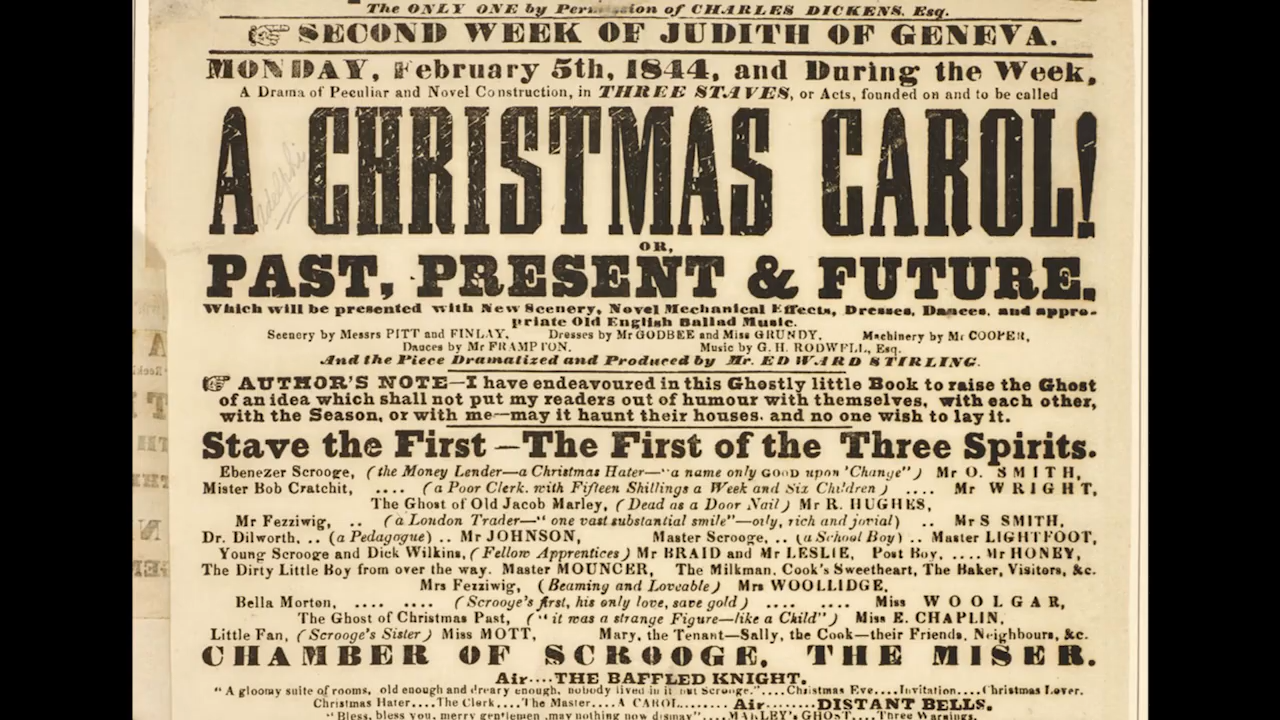 The ONLY ONE by Permission of CHARLES DICKENS, Esq.
SECOND WEEK OF JUDITH OF GENEVA.
MONDAY, February 5th, 1844, and During the Week,
A Drama of Peculiar and Novel Construction, in THREE STAVES, or Acts, founded on and to be called
A CHRISTMAS CAROL!
adelphi
OR,
PAST, PRESENT & FUTURE.
Which will be presented with New Scenery, Novel Mechanical Effects, Dresses, Dances, and appro-
priate Old English Ballad Music.
Scenery by Messrs PITT and FINLAY. Dresses by Mr GODBEE and Miss GRUNDY. Machinery by Mr COOPER,
Dances by Mr FRAMPTON. Music by G. H. RODWELL, Esq.
And the Piece Dramatized and Produced by Mr. EDWARD STIRLING.
AUTHOR'S NOTE—I have endeavoured in this Ghostly little Book to raise the Ghost
of an idea which shall not put my readers out of humour with themselves, with each other,
with the Season, or with me—may it haunt their houses, and no one wish to lay it.
Stave the First—The First of the Three Spirits.
Ebenezer Scrooge, (the Money Lender—a Christmas Hater—"a name only GOOD upon 'Change") Mr O. SMITH,
Mister Bob Cratchit, .... (a Poor Clerk, with Fifteen Shillings a Week and Six Children) .... Mr WRIGHT,
The Ghost of Old Jacob Marley, (Dead as a Door Nail) Mr R. HUGHES,
Mr Fezziwig, .. (a London Trader—"one vast substantial smile"—oily, rich and jovial) .. Mr S SMITH,
Dr. Dilworth, .. (a Pedagogue) .. Mr JOHNSON, Master Scrooge, .. (a School Boy) .. Master LIGHTFOOT,
Young Scrooge and Dick Wilkins, (Fellow Apprentices) Mr BRAID and Mr LESLIE, Post Boy, .... Mr HONEY,
The Dirty Little Boy from over the way. Master MOUNCER, The Milkman, Cook's Sweetheart, The Baker, Visitors, &c.
Mrs Fezziwig, (Beaming and Loveable) Mrs WOOLLIDGE,
Bella Morton, .... .... (Scrooge's first, his only love, save gold) .... .... Miss WOOLGAR,
The Ghost of Christmas Past, ("it was a strange Figure—like a Child") Miss E. CHAPLIN,
Little Fan, (Scrooge's Sister) Miss MOTT, Mary, the Tenant—Sally, the Cook—their Friends, Neighbours, &c.
CHAMBER OF SCROOGE, THE MISER.
Air....THE BAFFLED KNIGHT.
"A gloomy suite of rooms, old enough and dreary enough, nobody lived in it but Scrooge."....Christmas Eve....Invitation....Christmas Lover.
Christmas Hater....The Clerk....The Master....A CAROL........ Air....DISTANT BELLS.
"Bless, bless you, merry gentlemen, may nothing now dismay"....MARLEY'S GHOST....Three Warnings.